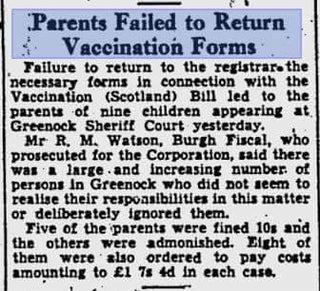 Parents Failed to Return
Vaccination Forms
Failure to return to the registrar the
necessary forms in connection with the
Vaccination (Scotland) Bill led to the
parents of nine children appearing at
Greenock Sheriff Court yesterday.
Mr R. M. Watson, Burgh Fiscal, who
prosecuted for the Corporation, said there
was a large and increasing number of
persons in Greenock who did not seem to
realise their responsibilities in this matter
or deliberately ignored them.
Five of the parents were fined 10s and
the others were admonished. Eight of
them were also ordered to pay costs
amounting to £1 7s 4d in each case.